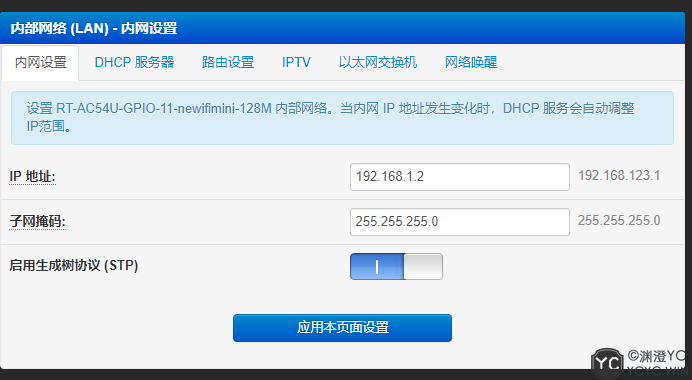 内部网络 (LAN) - 内网设置
内网设置 DHCP 服务器 路由设置 IPTV 以太网交换机 网络唤醒
设置 RT-AC54U-GPIO-11-newifimini-128M 内部网络。当内网 IP 地址发生变化时，DHCP 服务会自动调整
IP范围。
IP 地址: 192.168.1.2 192.168.123.1
子网掩码: 255.255.255.0 255.255.255.0
启用生成树协议 (STP)
应用本页面设置
YC ©渊澄YC
YCYC.WIN